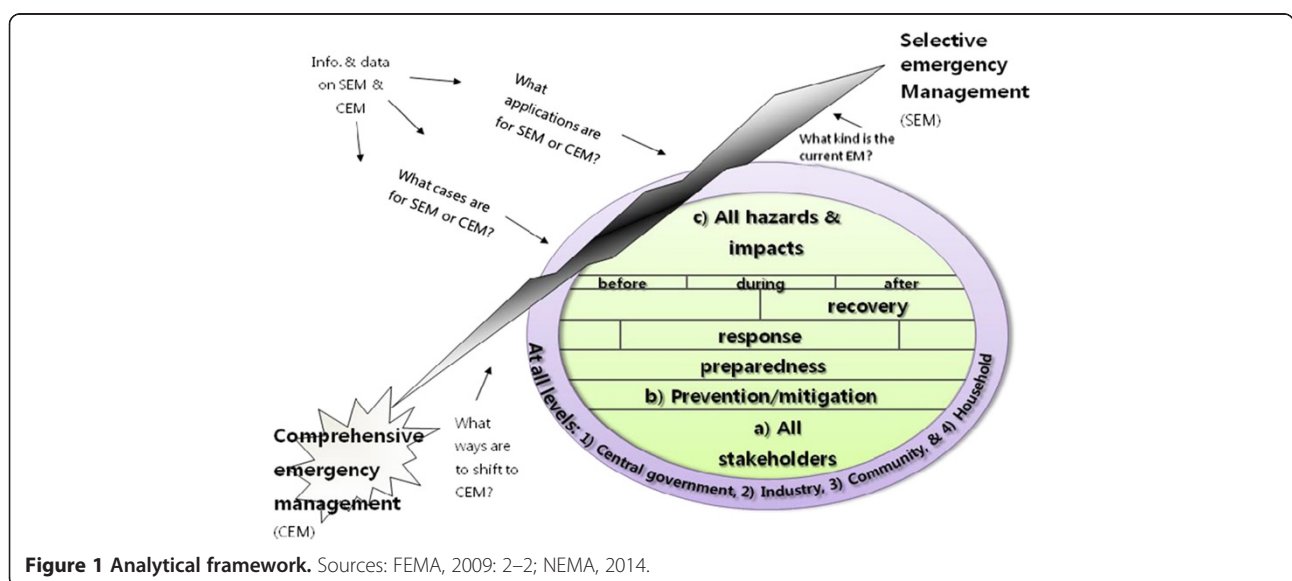 Info. & data
on SEM &
CEM
What
applications are
for SEM or CEM?
What cases are
for SEM or CEM?
Selective
emergency
Management
(SEM)
What kind is the
current EM?
c) All hazards &
impacts
before during after
recovery
response
preparedness
b) Prevention/mitigation
a) All
stakeholders
At all levels: 1) Central government, 2) Industry, 3) Community, & 4) Household
What
ways are
to shift to
CEM?
Comprehensive
emergency
management
(CEM)
Figure 1 Analytical framework. Sources: FEMA, 2009: 2–2; NEMA, 2014.